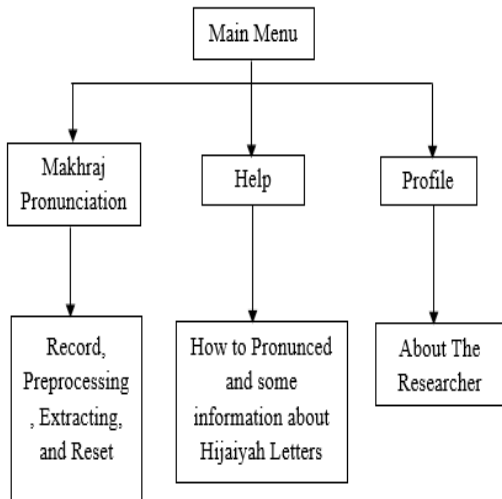 Main Menu
Makhraj
Pronunciation
Help
Profile
Record,
Preprocessing
, Extracting,
and Reset
How to Pronunced
and some
information about
Hijaiyah Letters
About The
Researcher